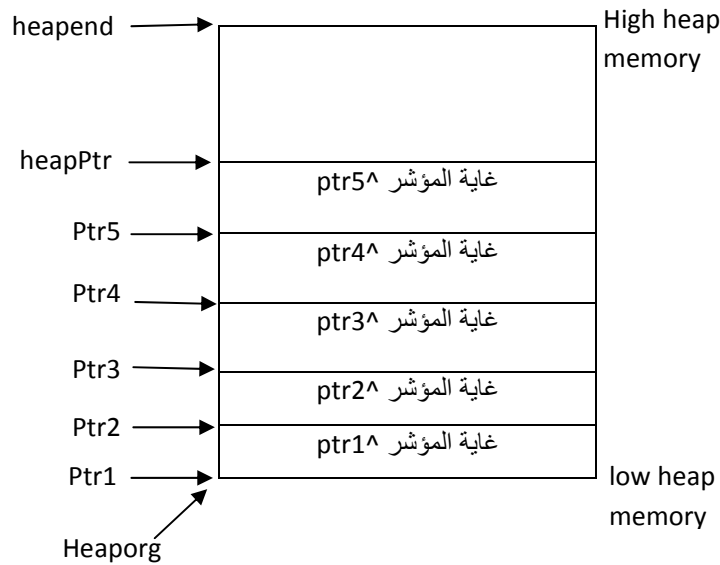 heapend
High heap
memory
heapPtr
غاية المؤشر ptr5^
Ptr5
غاية المؤشر ptr4^
Ptr4
غاية المؤشر ptr3^
Ptr3
غاية المؤشر ptr2^
Ptr2
غاية المؤشر ptr1^
Ptr1
low heap
memory
Heaporg